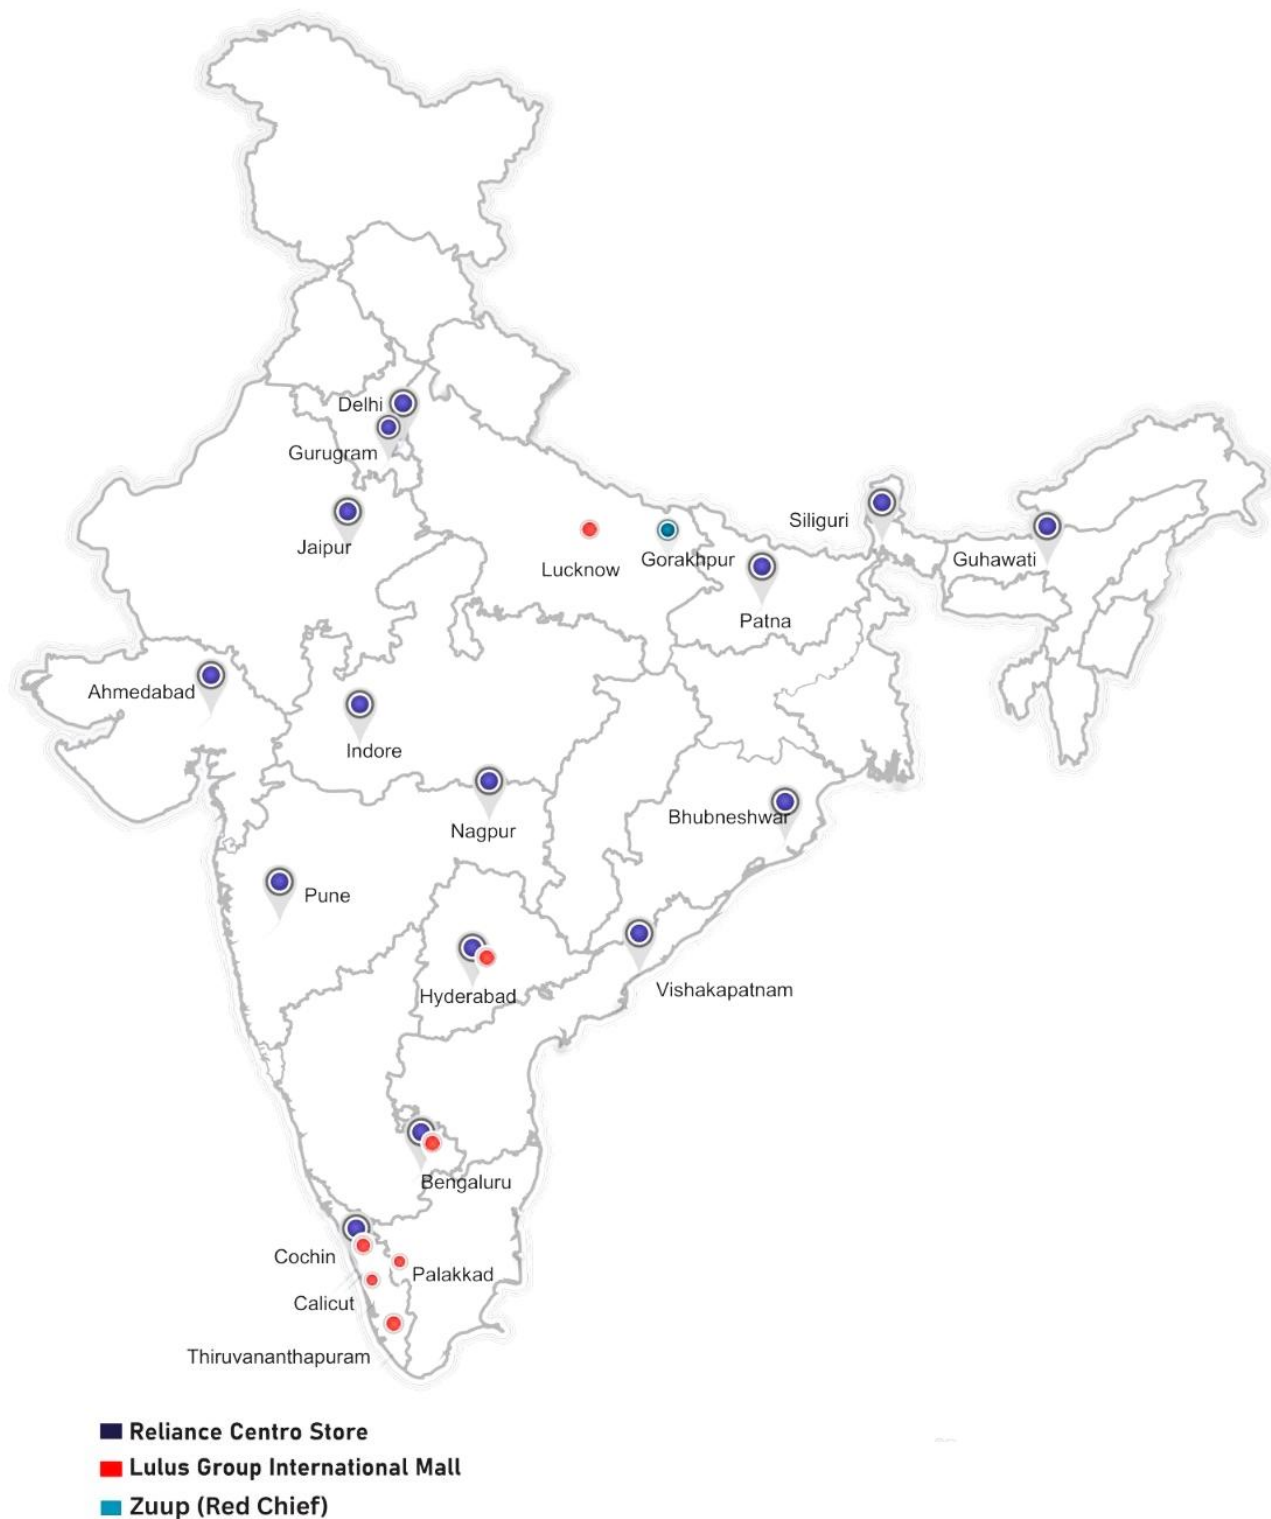 Delhi
Gurugram
Jaipur
Lucknow
Gorakhpur
Siliguri
Guhawati
Patna
Ahmedabad
Indore
Nagpur
Bhubneshwar
Pune
Hyderabad
Vishakapatnam
Bengaluru
Cochin
Palakkad
Calicut
Thiruvananthapuram
Reliance Centro Store
Lulus Group International Mall
Zuup (Red Chief)